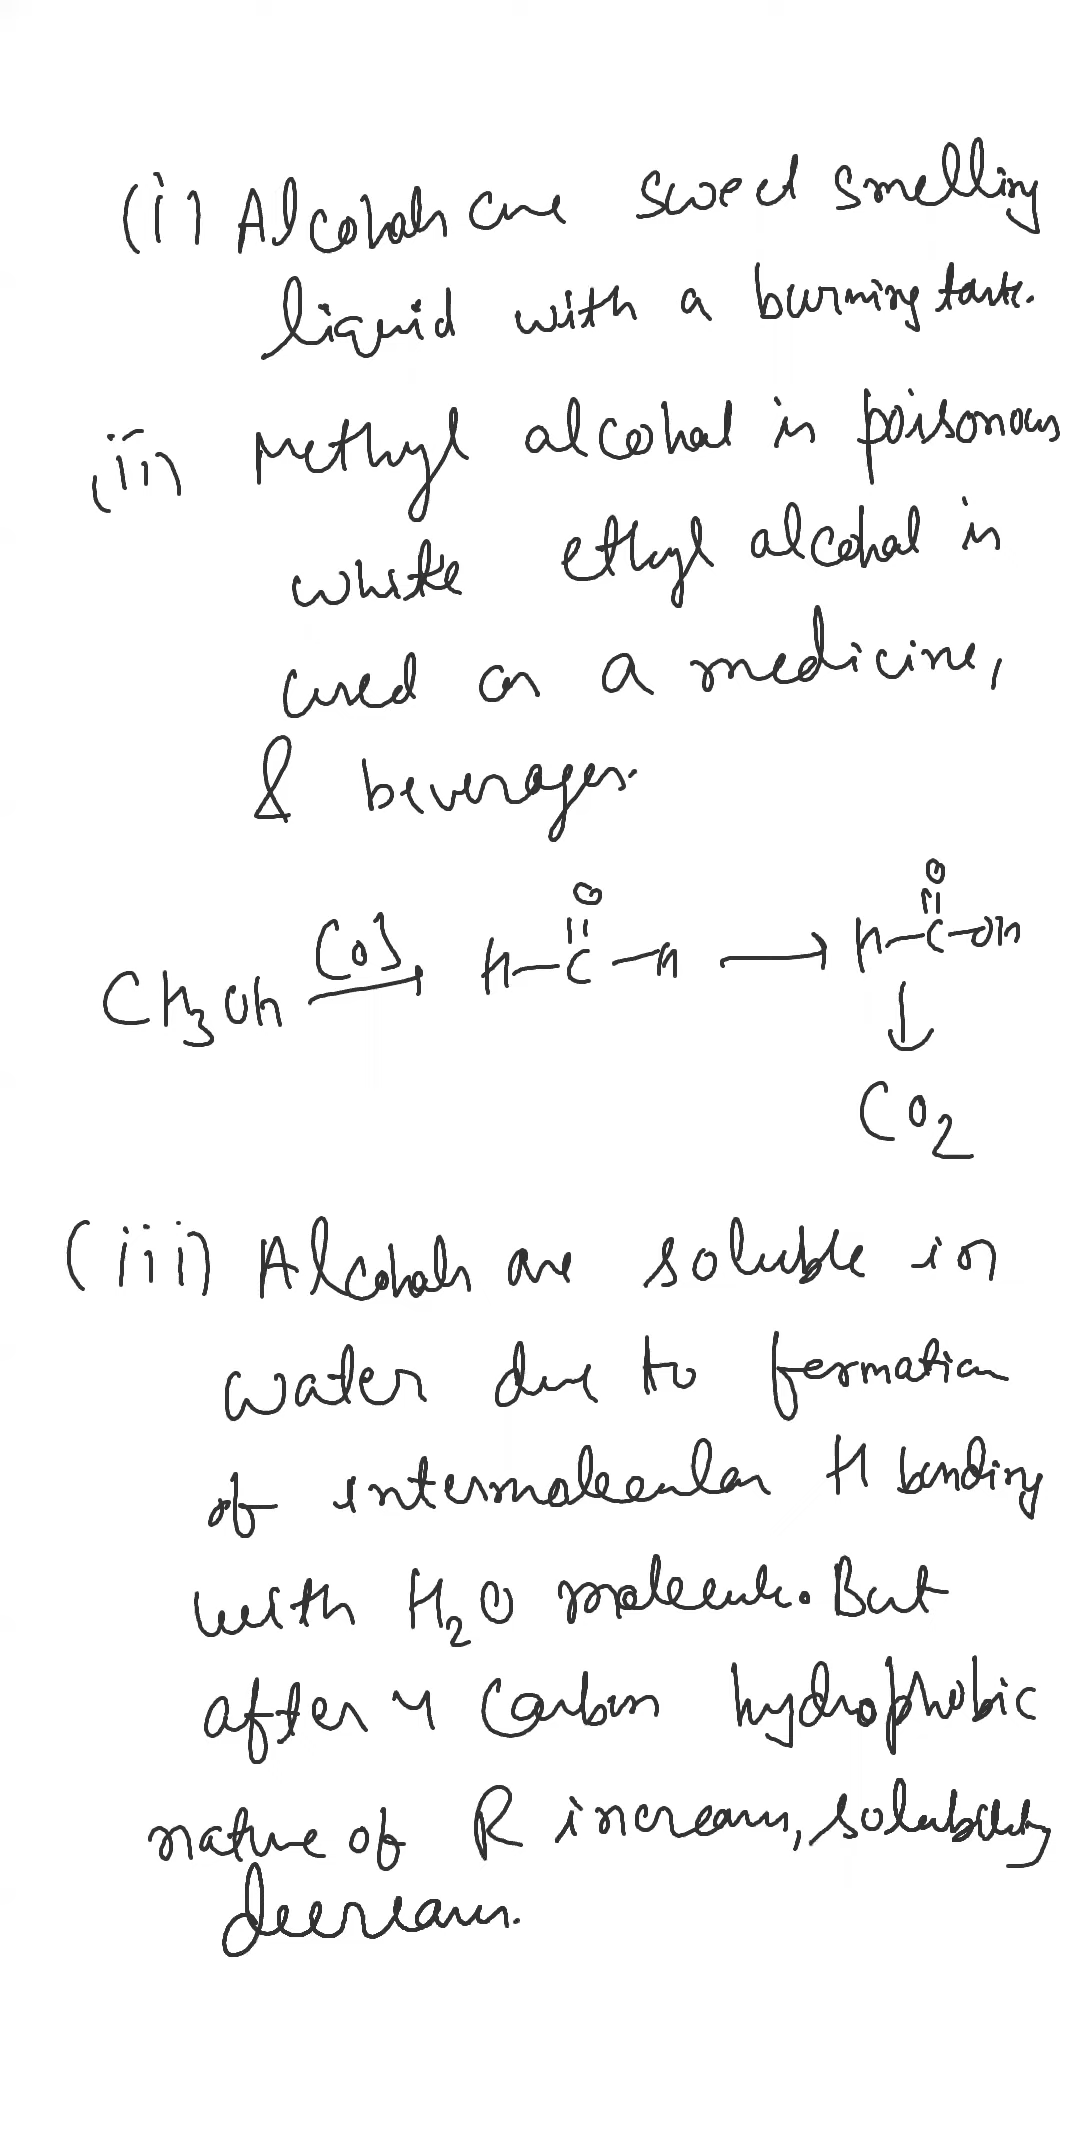 (i) Alcohols are sweet smelling
liquid with a burning taste.
(ii) Methyl alcohol is poisonous
while ethyl alcohol is
used as a medicine,
& beverages.
CH3OH [O] → H-C(=O)-H → H-C(=O)-OH
↓
CO2
(iii) Alcohols are soluble in
water due to formation
of intermolecular H bonding
with H2O molecule. But
after 4 Carbon hydrophobic
nature of R increases, solubility
decreases.